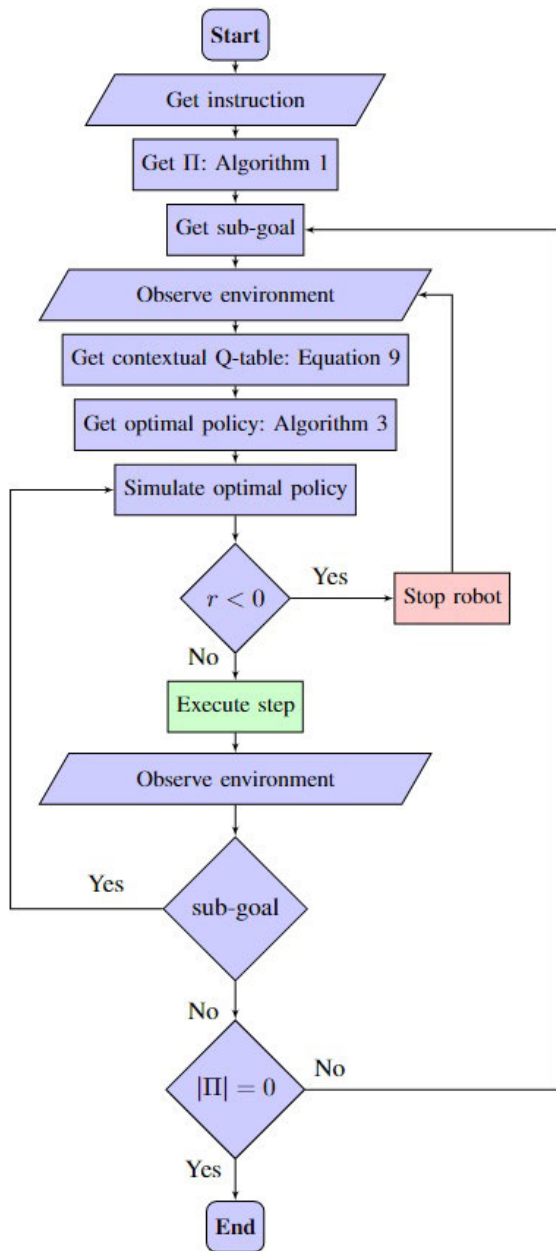 Start
Get instruction
Get Π: Algorithm 1
Get sub-goal
Observe environment
Get contextual Q-table: Equation 9
Get optimal policy: Algorithm 3
Simulate optimal policy
r < 0
Yes
Stop robot
No
Execute step
Observe environment
Yes
sub-goal
No
|Π| = 0
No
Yes
End